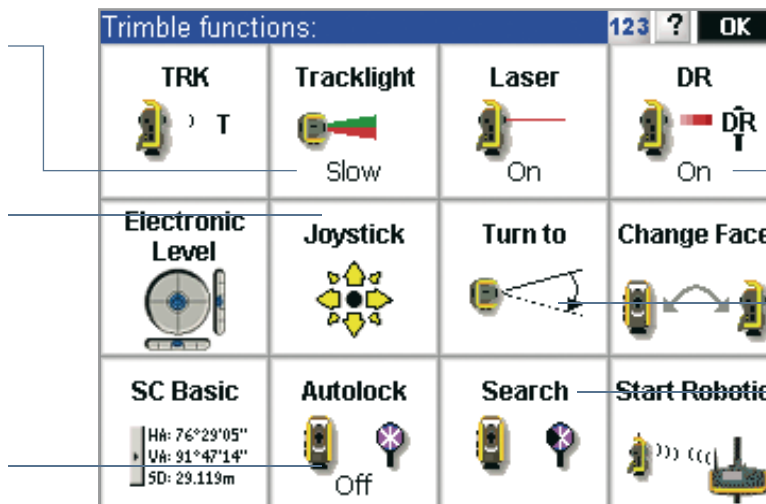 Trimble functions: 123 ? OK
TRK Tracklight Laser DR
T DR
Slow On On
Electronic Level Joystick Turn to Change Face
SC Basic Autolock Search Start Robotic
HA: 76°29'05"
VA: 91°47'14"
SD: 29.119m
Off